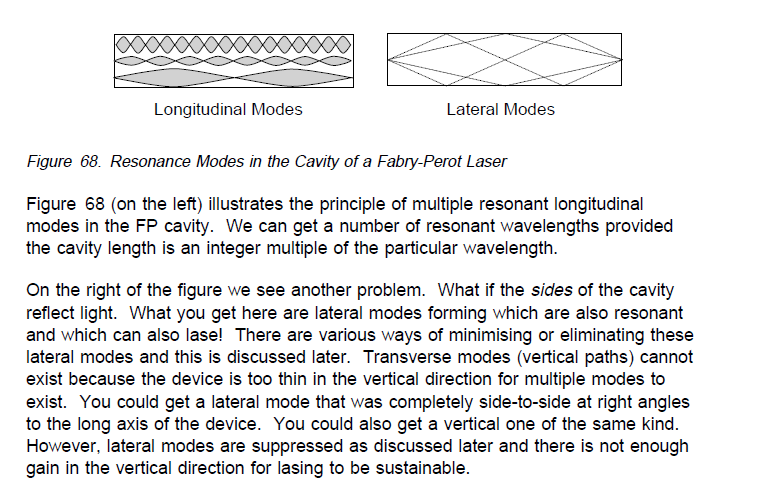 Longitudinal Modes
Lateral Modes
Figure 68. Resonance Modes in the Cavity of a Fabry-Perot Laser
Figure 68 (on the left) illustrates the principle of multiple resonant longitudinal
modes in the FP cavity. We can get a number of resonant wavelengths provided
the cavity length is an integer multiple of the particular wavelength.
On the right of the figure we see another problem. What if the sides of the cavity
reflect light. What you get here are lateral modes forming which are also resonant
and which can also lase! There are various ways of minimising or eliminating these
lateral modes and this is discussed later. Transverse modes (vertical paths) cannot
exist because the device is too thin in the vertical direction for multiple modes to
exist. You could get a lateral mode that was completely side-to-side at right angles
to the long axis of the device. You could also get a vertical one of the same kind.
However, lateral modes are suppressed as discussed later and there is not enough
gain in the vertical direction for lasing to be sustainable.